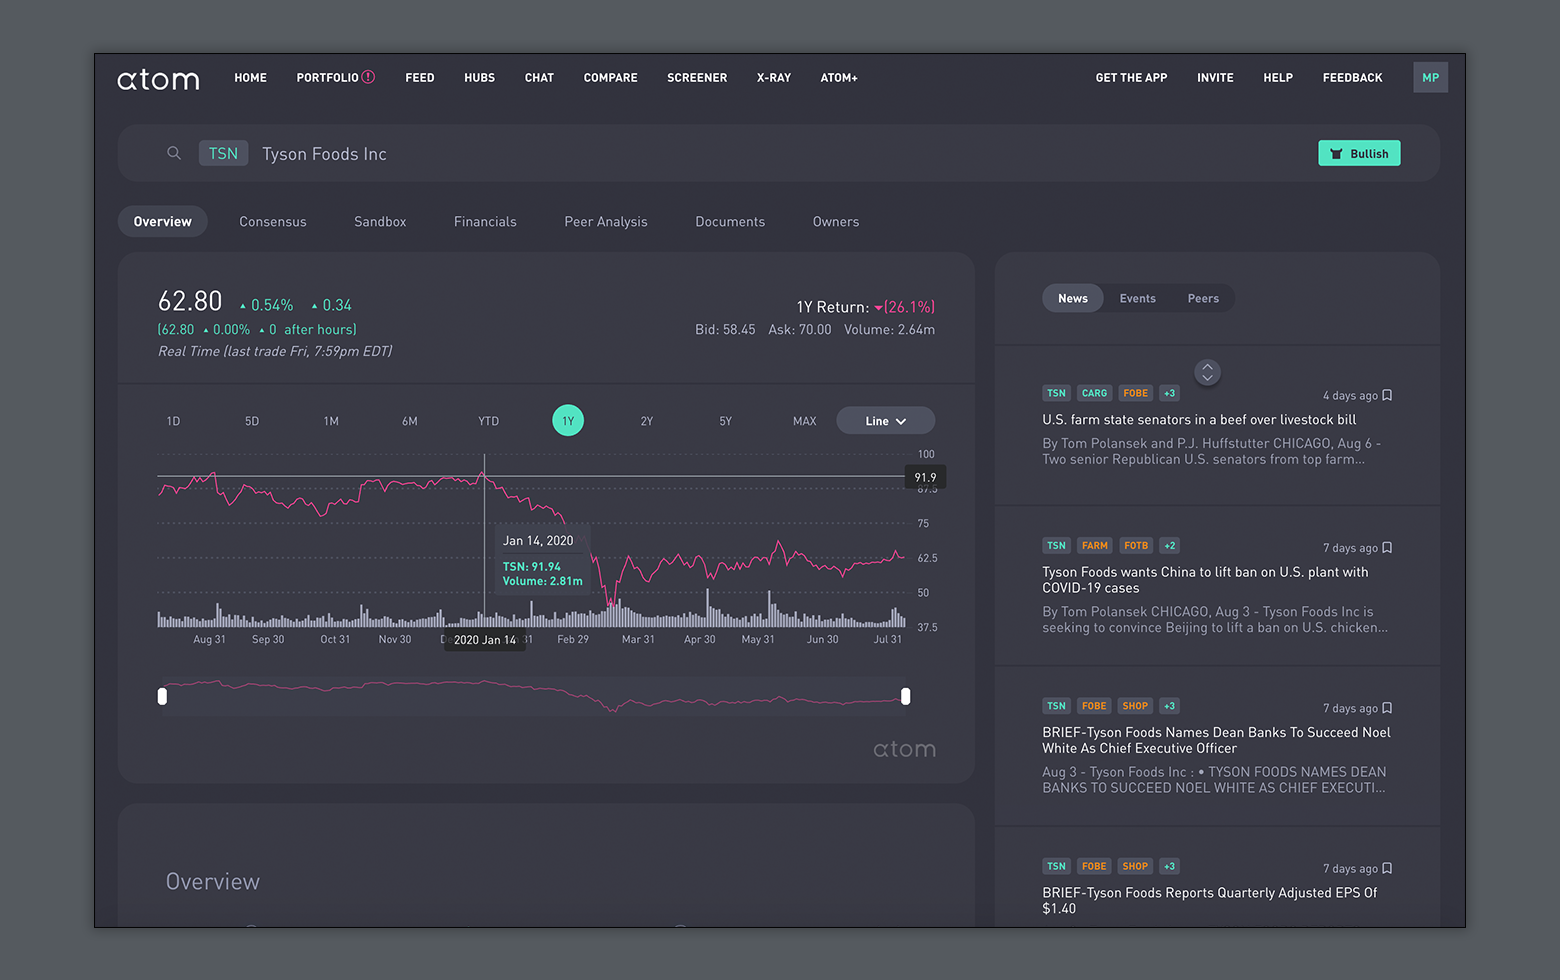 atom HOME PORTFOLIO! FEED HUBS CHAT COMPARE SCREENER X-RAY ATOM+ GET THE APP INVITE HELP FEEDBACK MP
TSN Tyson Foods Inc Bullish
Overview Consensus Sandbox Financials Peer Analysis Documents Owners
62.80 ▲ 0.54% ▲ 0.34
(62.80 ▲ 0.00% ▲ 0 after hours)
Real Time (last trade Fri, 7:59pm EDT)
1Y Return: ▼(26.1%)
Bid: 58.45 Ask: 70.00 Volume: 2.64m
1D 5D 1M 6M YTD 1Y 2Y 5Y MAX Line
100
91.9
87.5
75
62.5
50
37.5
Jan 14, 2020
TSN: 91.94
Volume: 2.81m
Aug 31 Sep 30 Oct 31 Nov 30 2020 Jan 14 Feb 29 Mar 31 Apr 30 May 31 Jun 30 Jul 31
atom
Overview
News Events Peers
TSN CARG FOBE +3 4 days ago
U.S. farm state senators in a beef over livestock bill
By Tom Polansek and P.J. Huffstutter CHICAGO, Aug 6 -
Two senior Republican U.S. senators from top farm...
TSN FARM FOTB +2 7 days ago
Tyson Foods wants China to lift ban on U.S. plant with
COVID-19 cases
By Tom Polansek CHICAGO, Aug 3 - Tyson Foods Inc is
seeking to convince Beijing to lift a ban on U.S. chicken...
TSN FOBE SHOP +3 7 days ago
BRIEF-Tyson Foods Names Dean Banks To Succeed Noel
White As Chief Executive Officer
Aug 3 - Tyson Foods Inc : • TYSON FOODS NAMES DEAN
BANKS TO SUCCEED NOEL WHITE AS CHIEF EXECUTI...
TSN FOBE SHOP +3 7 days ago
BRIEF-Tyson Foods Reports Quarterly Adjusted EPS Of
$1.40